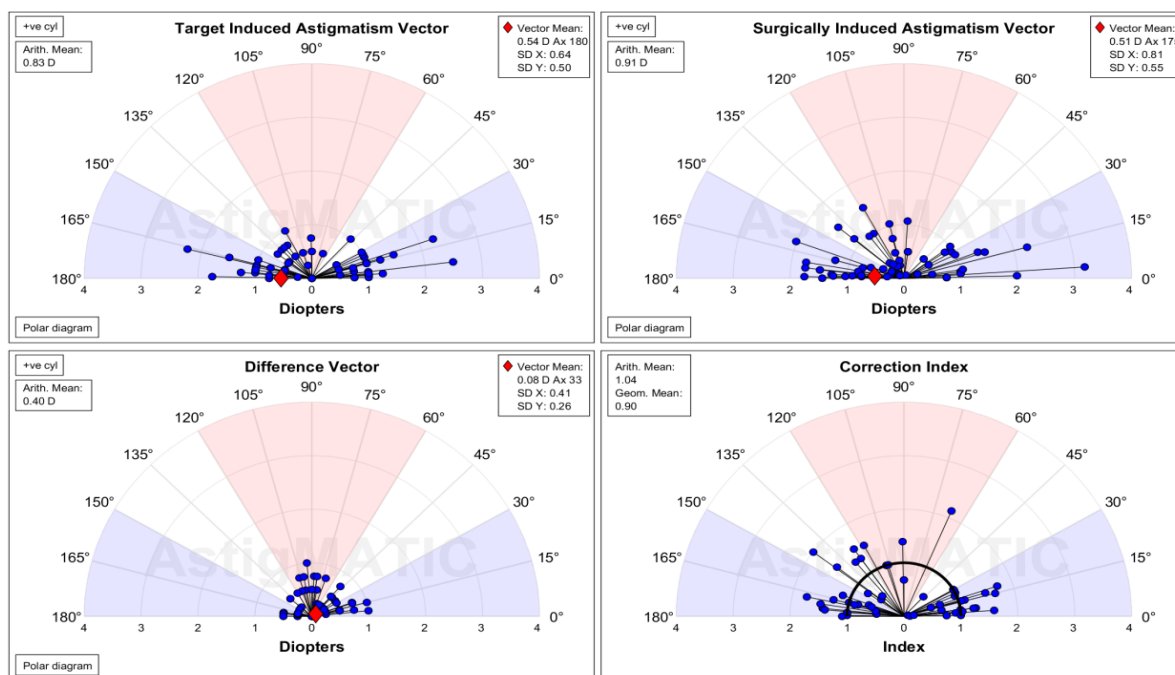 +ve cyl
Arith. Mean:
0.83 D
Target Induced Astigmatism Vector
Vector Mean:
0.54 D Ax 180
SD X: 0.64
SD Y: 0.50
90°
105°
75°
120°
60°
135°
45°
150°
30°
165°
15°
180°
0°
AstigMATIC
4 3 2 1 0 1 2 3 4
Diopters
Polar diagram
+ve cyl
Arith. Mean:
0.91 D
Surgically Induced Astigmatism Vector
Vector Mean:
0.51 D Ax
SD X: 0.81
SD Y: 0.55
90°
105°
75°
120°
60°
135°
45°
150°
30°
165°
15°
180°
0°
AstigMATIC
4 3 2 1 0 1 2 3 4
Diopters
Polar diagram
+ve cyl
Arith. Mean:
0.40 D
Difference Vector
Vector Mean:
0.08 D Ax 33
SD X: 0.41
SD Y: 0.26
90°
105°
75°
120°
60°
135°
45°
150°
30°
165°
15°
180°
0°
AstigMATIC
4 3 2 1 0 1 2 3 4
Diopters
Polar diagram
Arith. Mean:
1.04
Geom. Mean:
0.90
Correction Index
90°
105°
75°
120°
60°
135°
45°
150°
30°
165°
15°
180°
0°
AstigMATIC
4 3 2 1 0 1 2 3 4
Index